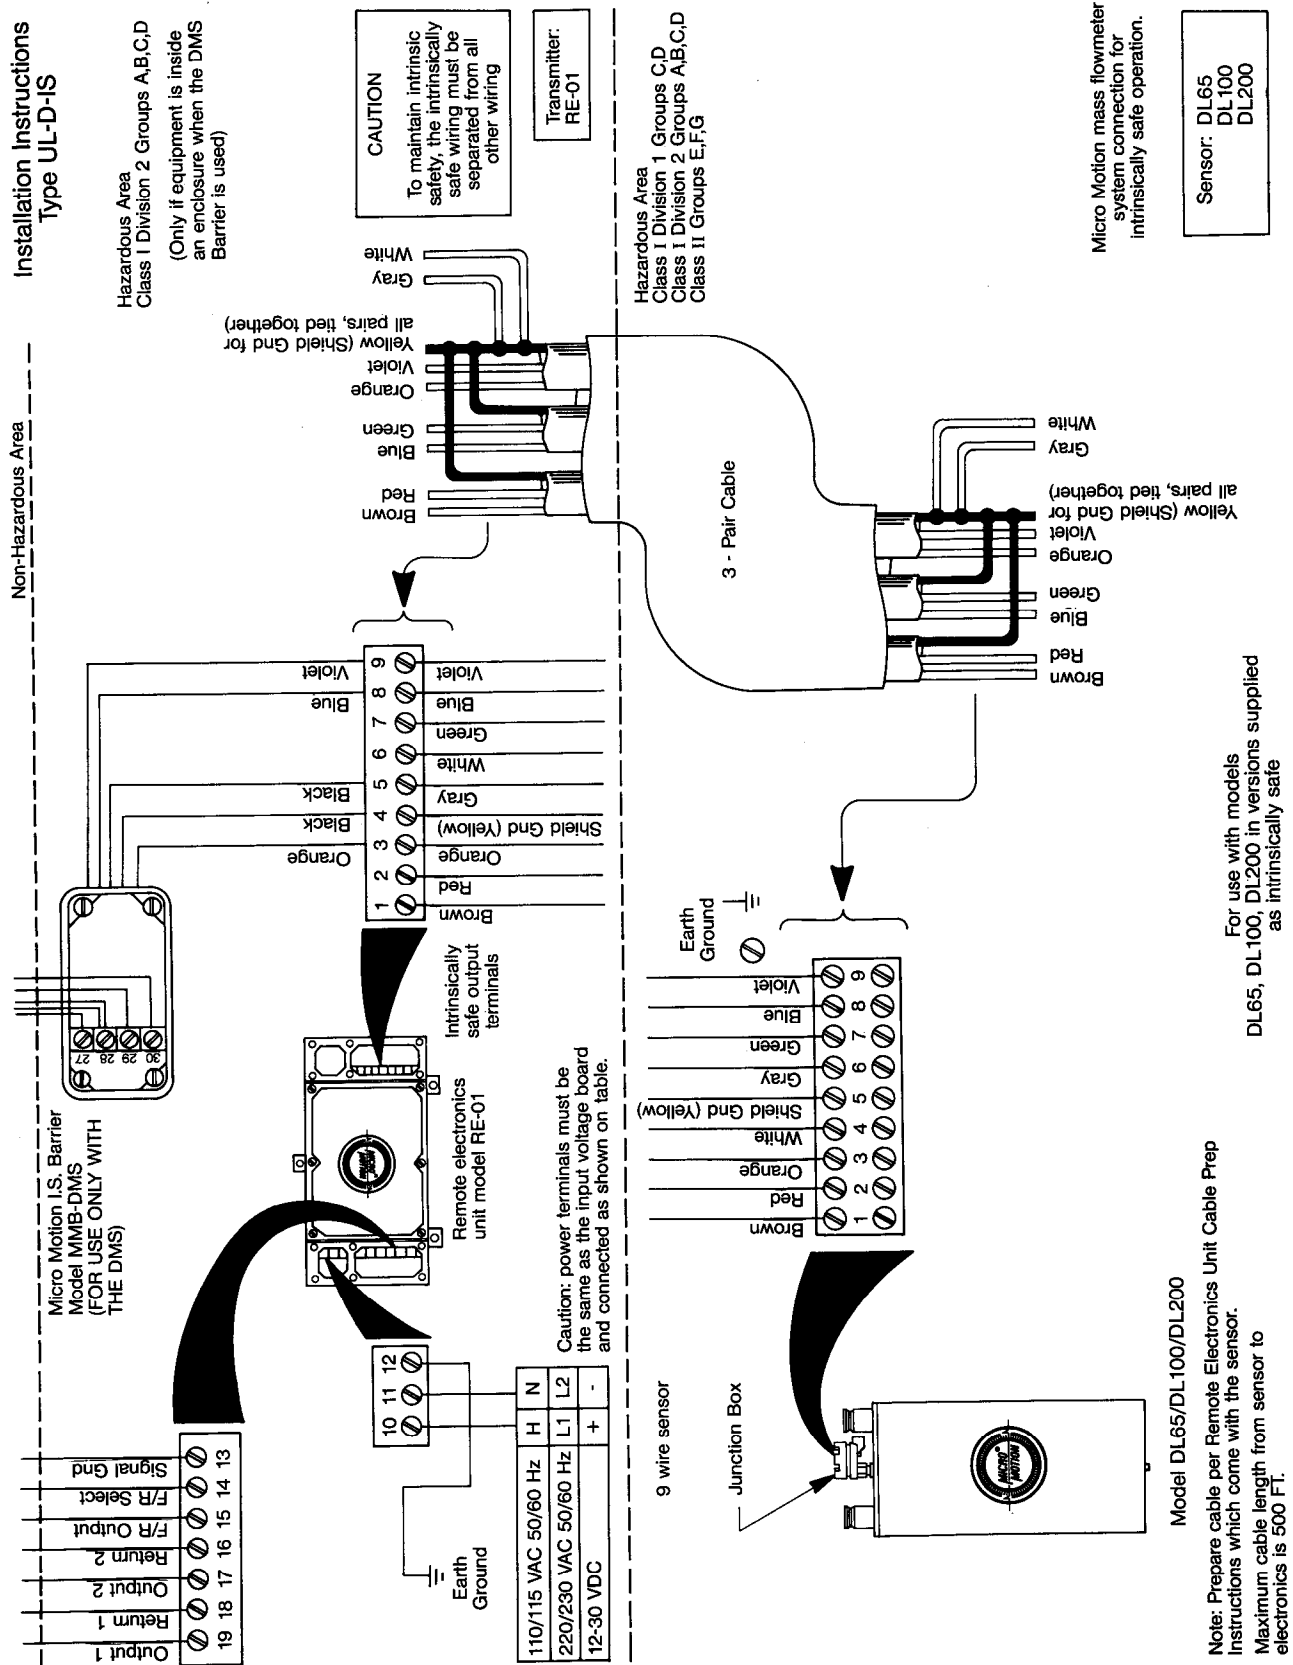 Installation Instructions
Type UL-D-IS
Non-Hazardous Area
Hazardous Area
Class I Division 2 Groups A,B,C,D
(Only if equipment is inside
an enclosure when the DMS
Barrier is used)
CAUTION
To maintain intrinsic
safety, the intrinsically
safe wiring must be
separated from all
other wiring
Transmitter:
RE-01
Micro Motion I.S. Barrier
Model MMB-DMS
(FOR USE ONLY WITH
THE DMS)
27
28
29
30
Output 1
Return 1
Output 2
Return 2
F/R Output
F/R Select
Signal Gnd
19 18 17 16 15 14 13
MICRO MOTION
Remote electronics
unit model RE-01
Intrinsically
safe output
terminals
Orange
Black
Black
Blue
Violet
1 2 3 4 5 6 7 8 9
Brown
Red
Orange
Shield Gnd (Yellow)
Gray
White
Green
Blue
Violet
Brown
Red
Blue
Green
Orange
Violet
Yellow (Shield Gnd for
all pairs, tied together)
Gray
White
10 11 12
Earth
Ground
110/115 VAC 50/60 Hz H N
220/230 VAC 50/60 Hz L1 L2
12-30 VDC + -
Caution: power terminals must be
the same as the input voltage board
and connected as shown on table.
Hazardous Area
Class I Division 1 Groups C,D
Class I Division 2 Groups A,B,C,D
Class II Groups E,F,G
3 - Pair Cable
9 wire sensor
Junction Box
MICRO MOTION
Model DL65/DL100/DL200
Brown
Red
Orange
White
Shield Gnd (Yellow)
Gray
Green
Blue
Violet
1 2 3 4 5 6 7 8 9
Earth
Ground
Brown
Red
Blue
Green
Orange
Violet
Yellow (Shield Gnd for
all pairs, tied together)
Gray
White
Micro Motion mass flowmeter
system connection for
intrinsically safe operation.
Sensor: DL65
DL100
DL200
For use with models
DL65, DL100, DL200 in versions supplied
as intrinsically safe
Note: Prepare cable per Remote Electronics Unit Cable Prep
Instructions which come with the sensor.
Maximum cable length from sensor to
electronics is 500 FT.